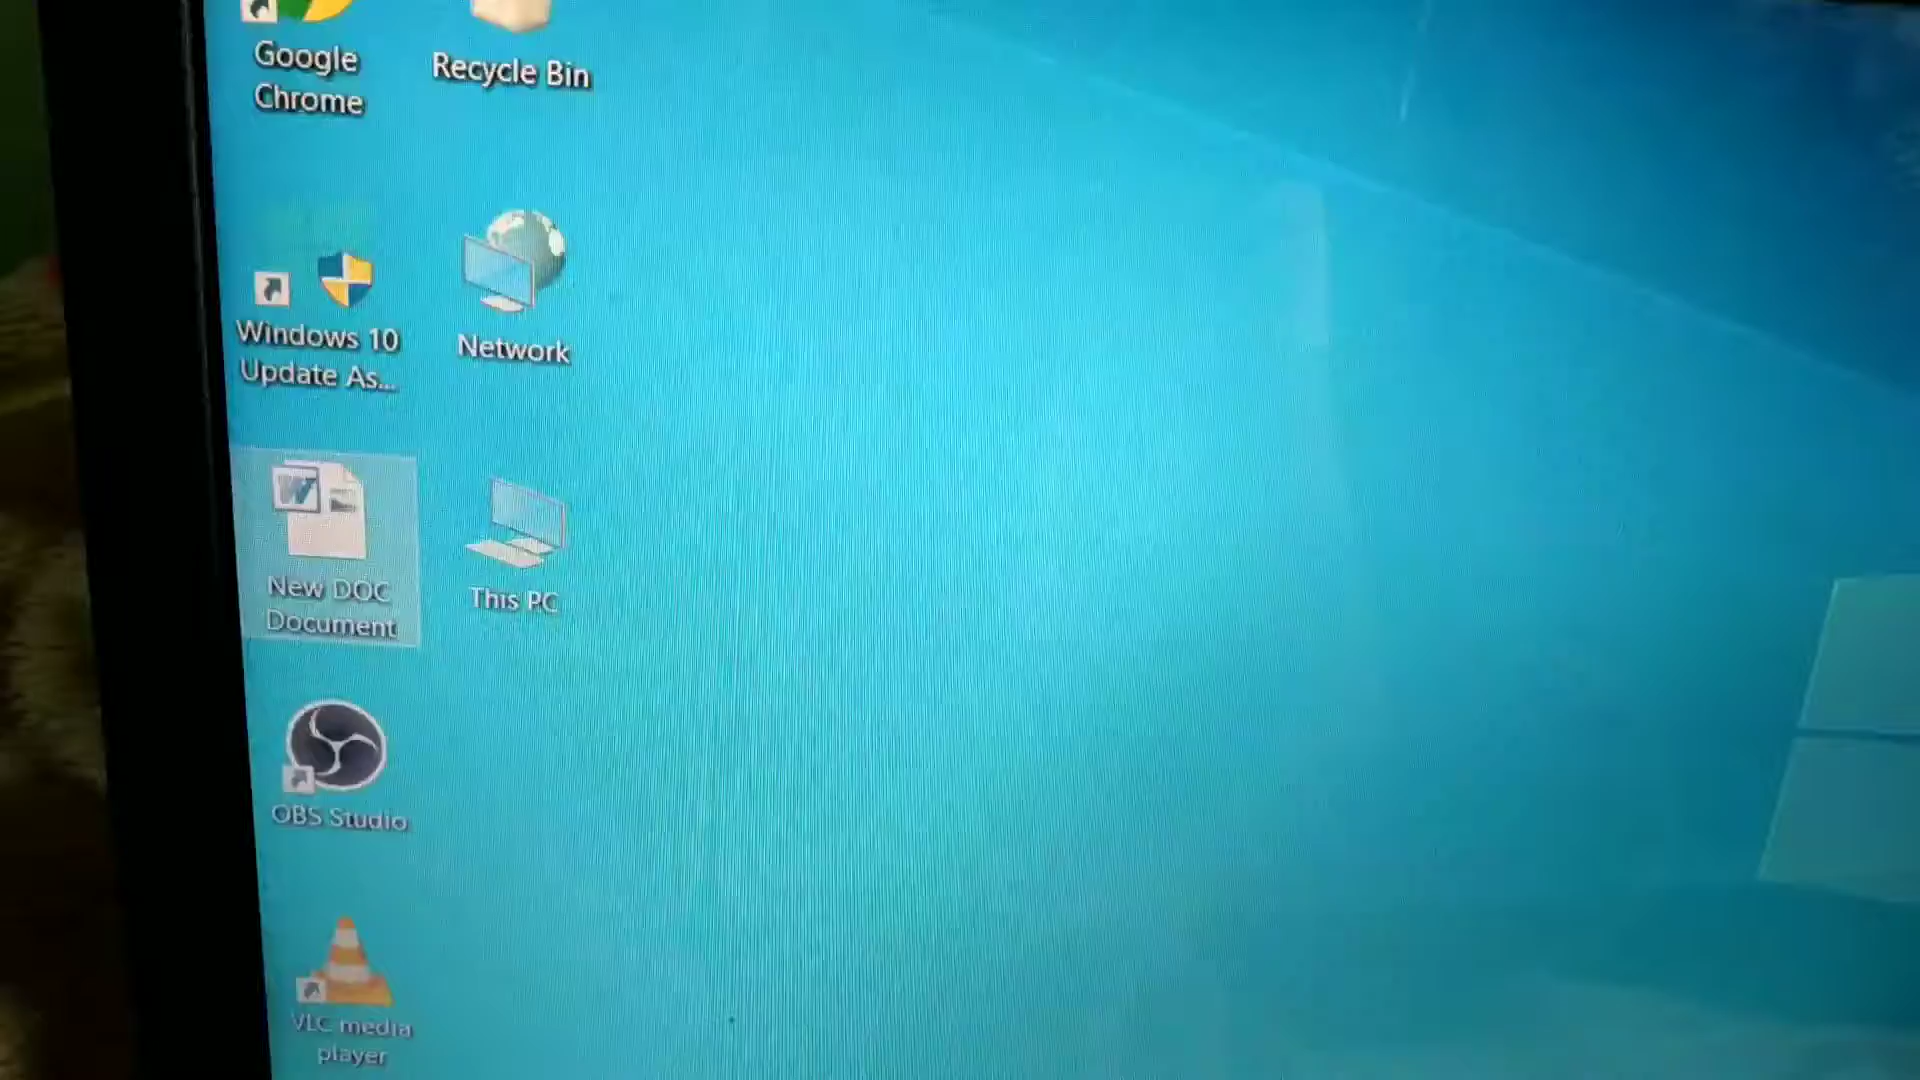 Google
Chrome
Recycle Bin
Windows 10
Update As...
Network
W
New DOC
Document
This PC
OBS Studio
VLC media
player